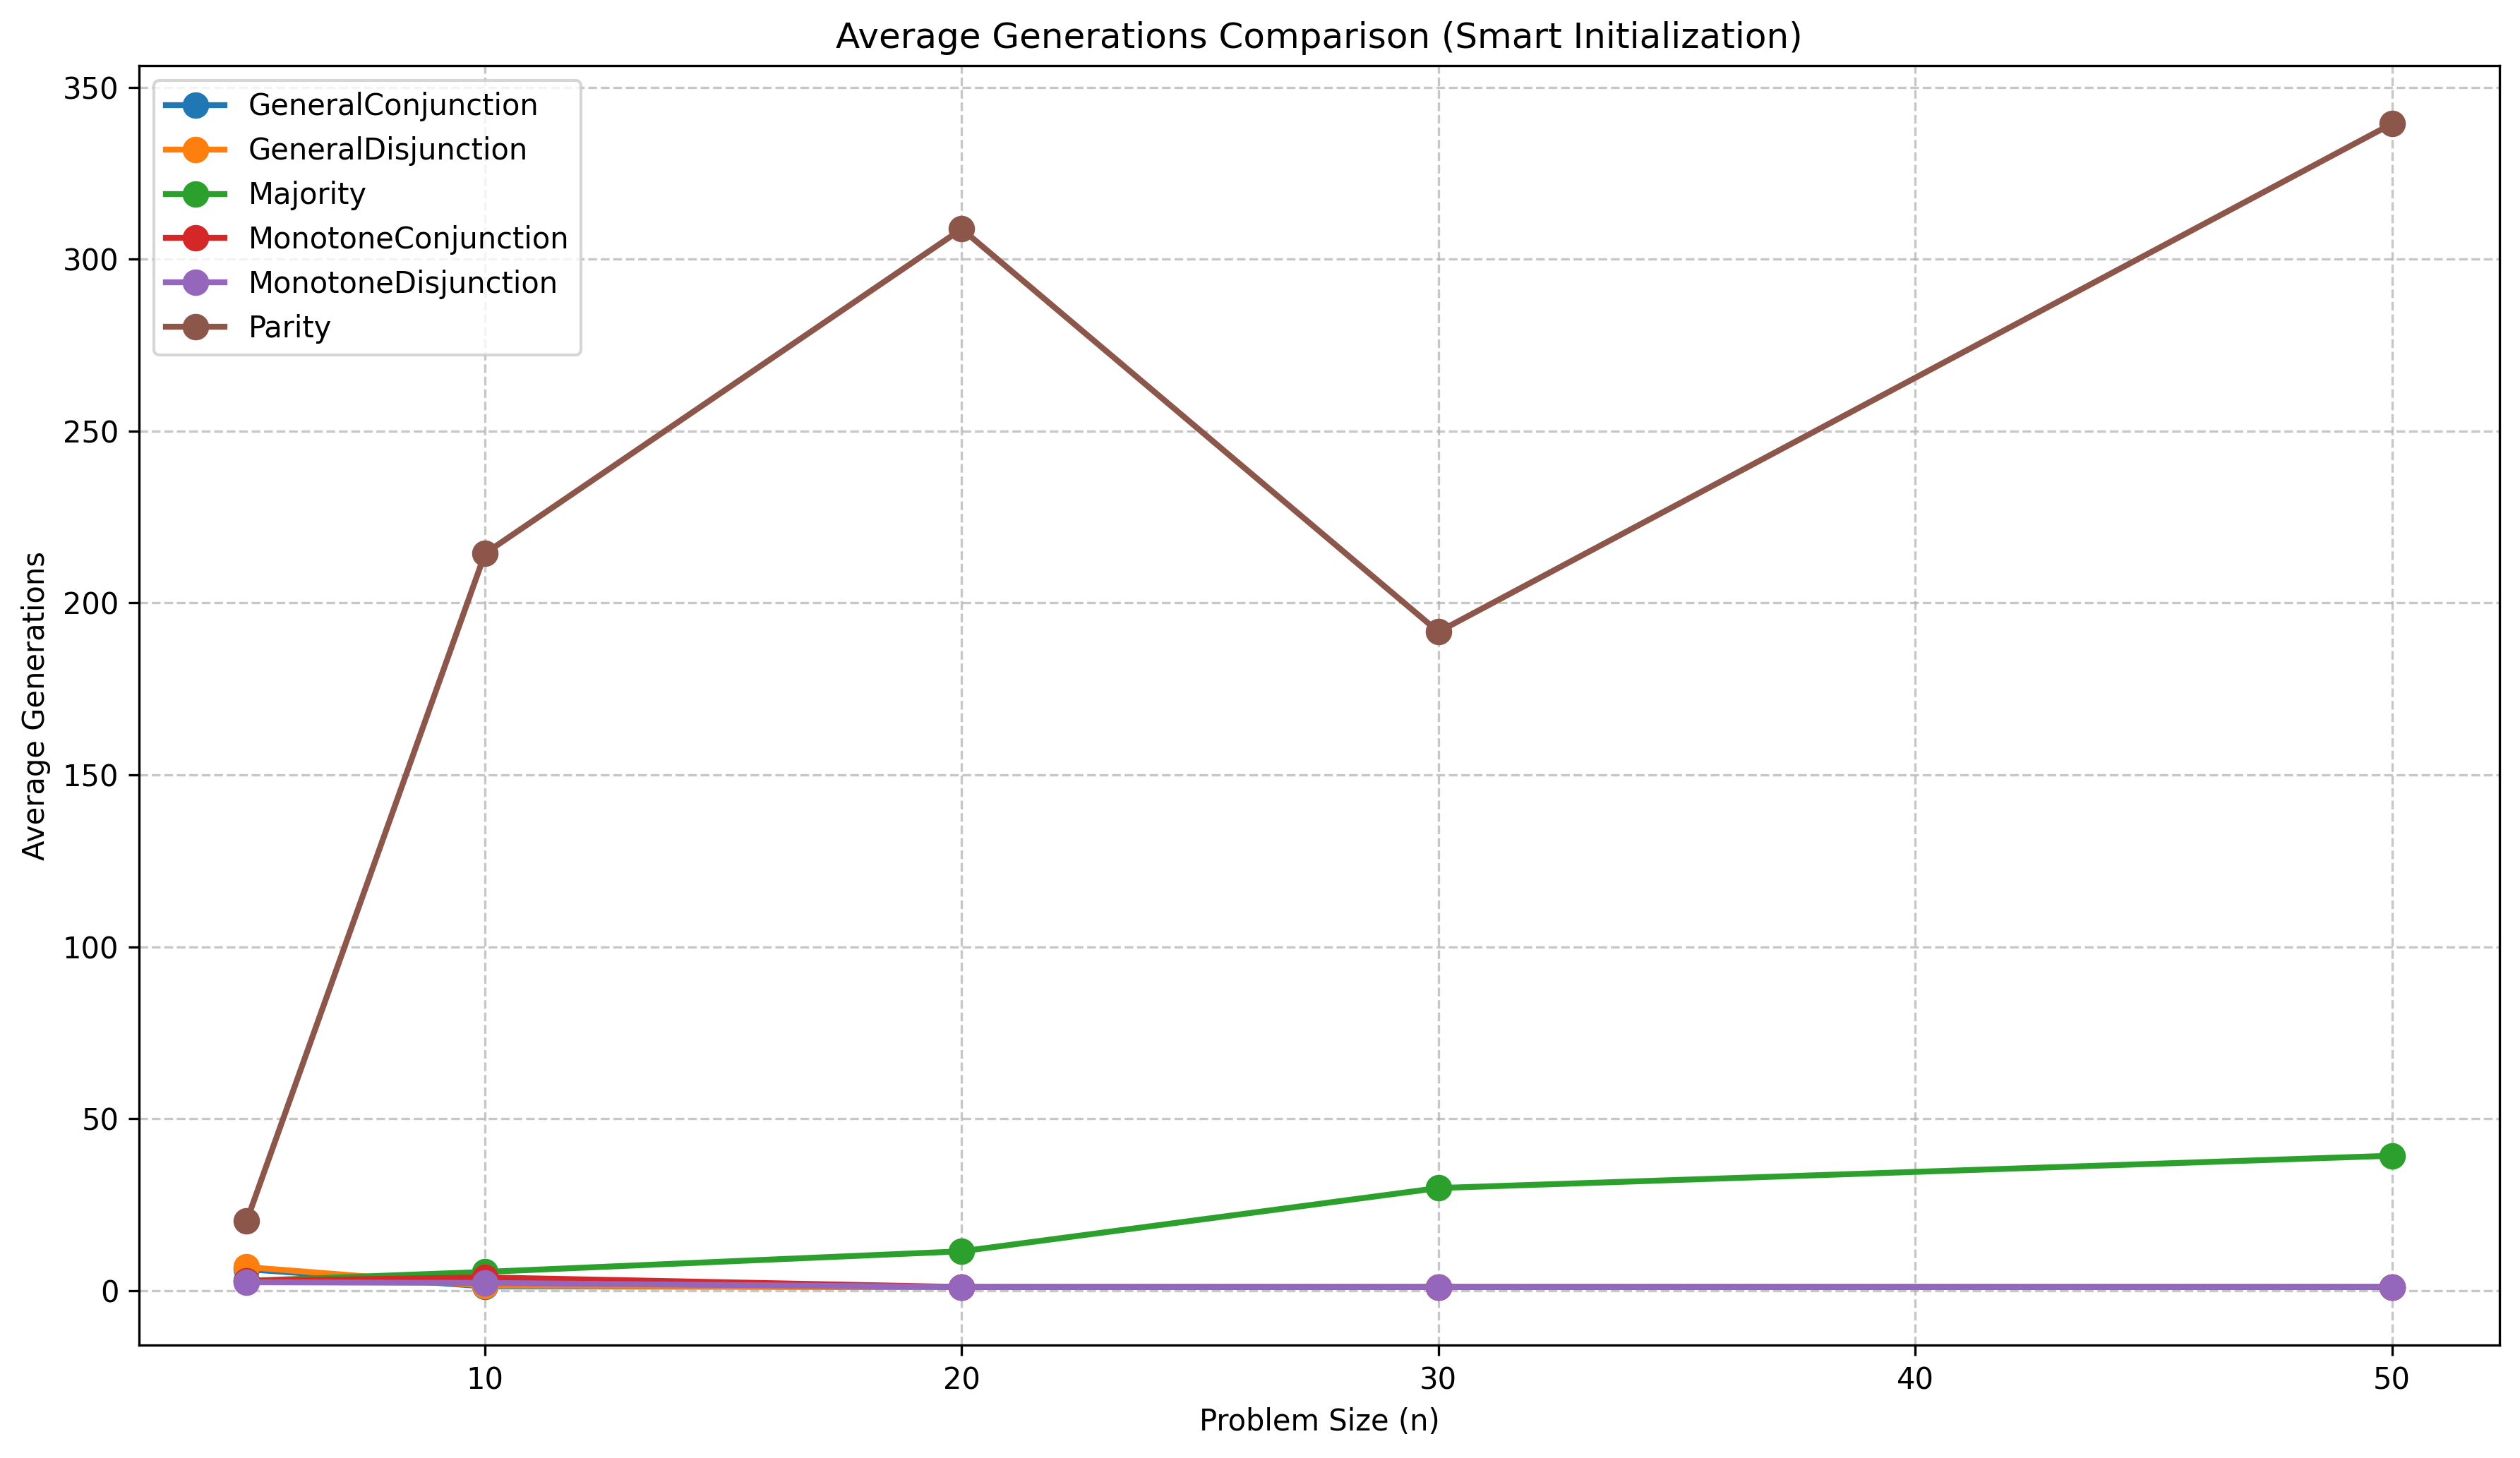 Average Generations Comparison (Smart Initialization)
GeneralConjunction
GeneralDisjunction
Majority
MonotoneConjunction
MonotoneDisjunction
Parity
Average Generations
350
300
250
200
150
100
50
0
10 20 30 40 50
Problem Size (n)